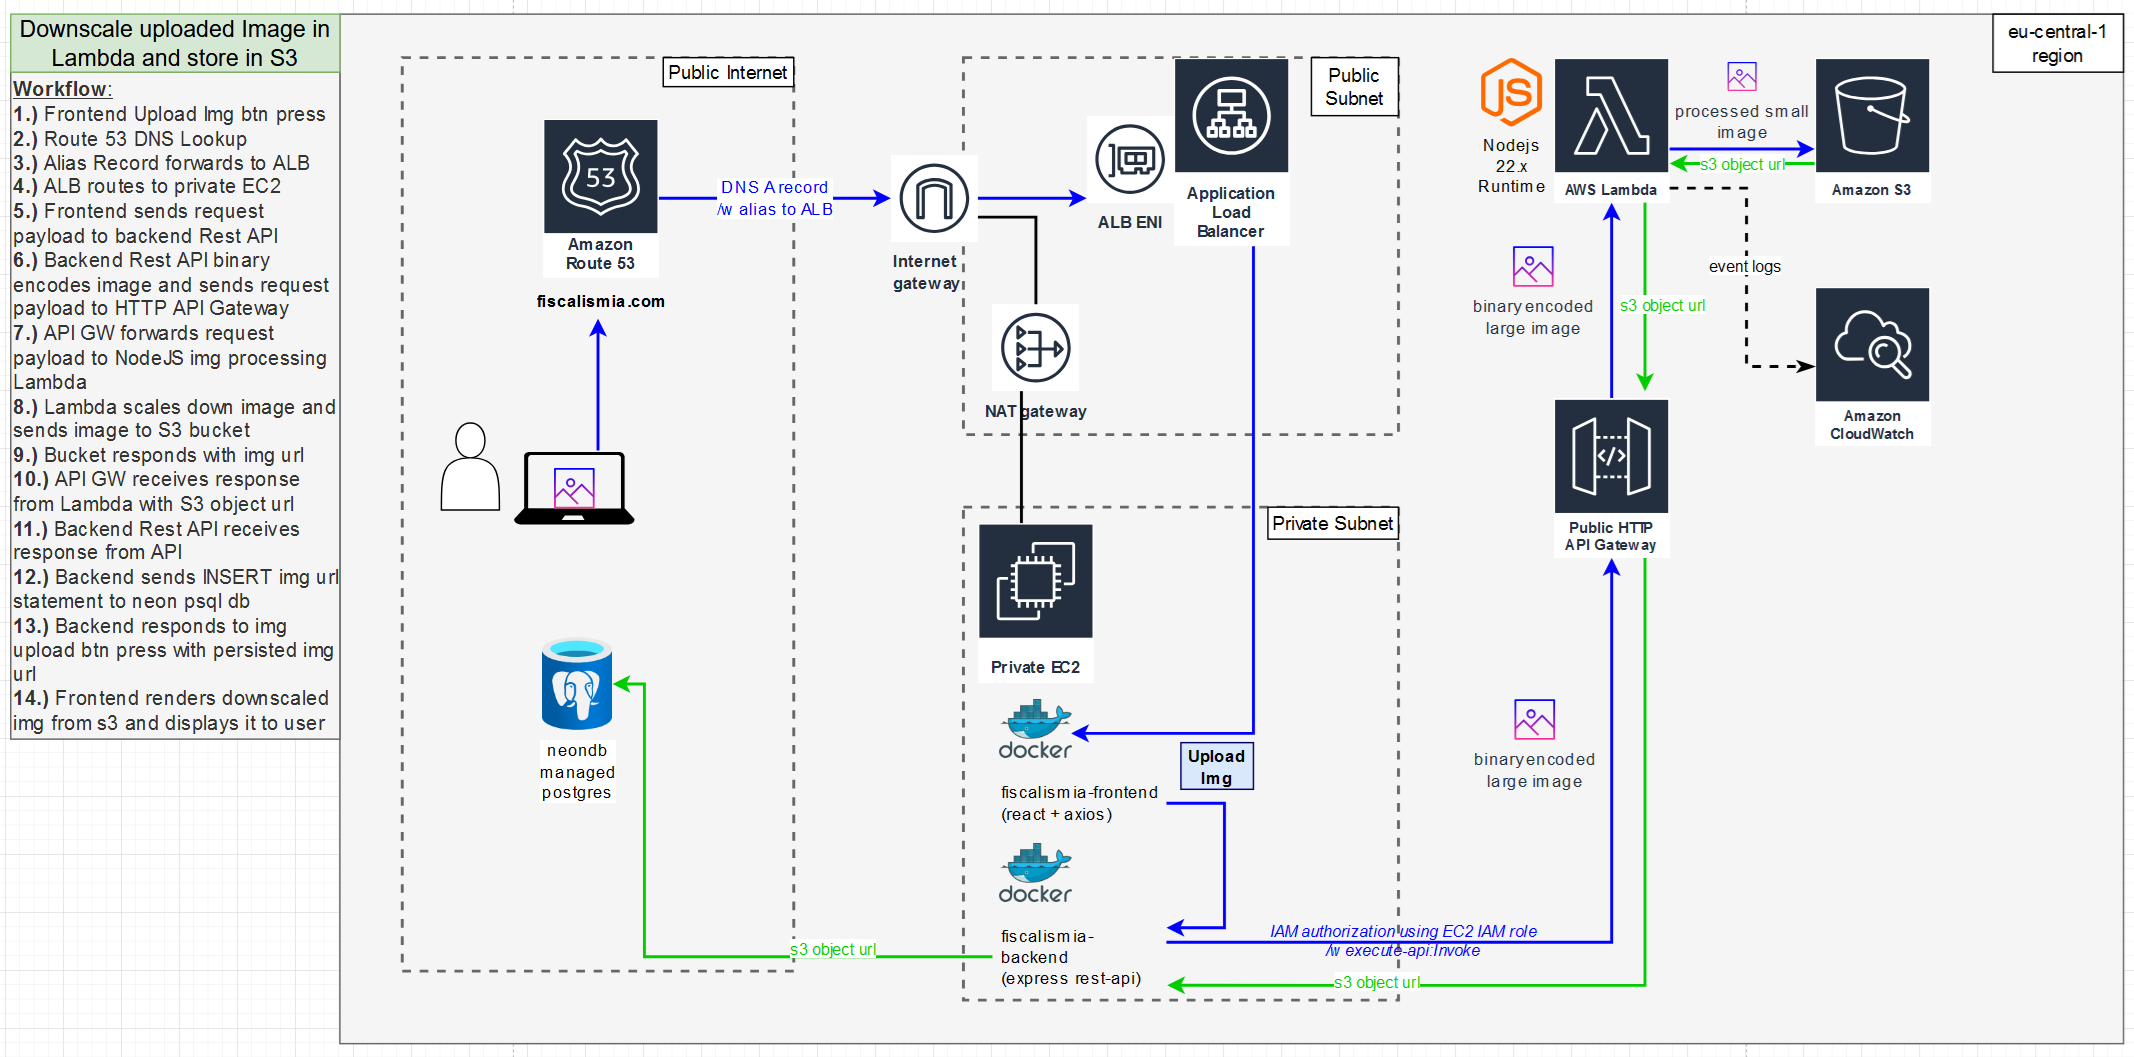 Downscale uploaded Image in
Lambda and store in S3
Workflow:
1.) Frontend Upload Img btn press
2.) Route 53 DNS Lookup
3.) Alias Record forwards to ALB
4.) ALB routes to private EC2
5.) Frontend sends request
payload to backend Rest API
6.) Backend Rest API binary
encodes image and sends request
payload to HTTP API Gateway
7.) API GW forwards request
payload to NodeJS img processing
Lambda
8.) Lambda scales down image and
sends image to S3 bucket
9.) Bucket responds with img url
10.) API GW receives response
from Lambda with S3 object url
11.) Backend Rest API receives
response from API
12.) Backend sends INSERT img url
statement to neon psql db
13.) Backend responds to img
upload btn press with persisted img
url
14.) Frontend renders downscaled
img from s3 and displays it to user
eu-central-1
region
Public Internet
53
Amazon
Route 53
fiscalismia.com
DNS A record
/w alias to ALB
neondb
managed
postgres
Internet
gateway
Public
Subnet
ALB ENI
Application
Load
Balancer
NAT gateway
Private Subnet
Private EC2
docker
Upload
Img
fiscalismia-frontend
(react + axios)
docker
fiscalismia-
backend
(express rest-api)
s3 object url
IAM authorization using EC2 IAM role
/w execute-api:Invoke
s3 object url
JS
Nodejs
22.x
Runtime
AWS Lambda
processed small
image
s3 object url
Amazon S3
event logs
binary encoded
large image
s3 object url
Amazon
CloudWatch
</>
Public HTTP
API Gateway
binary encoded
large image